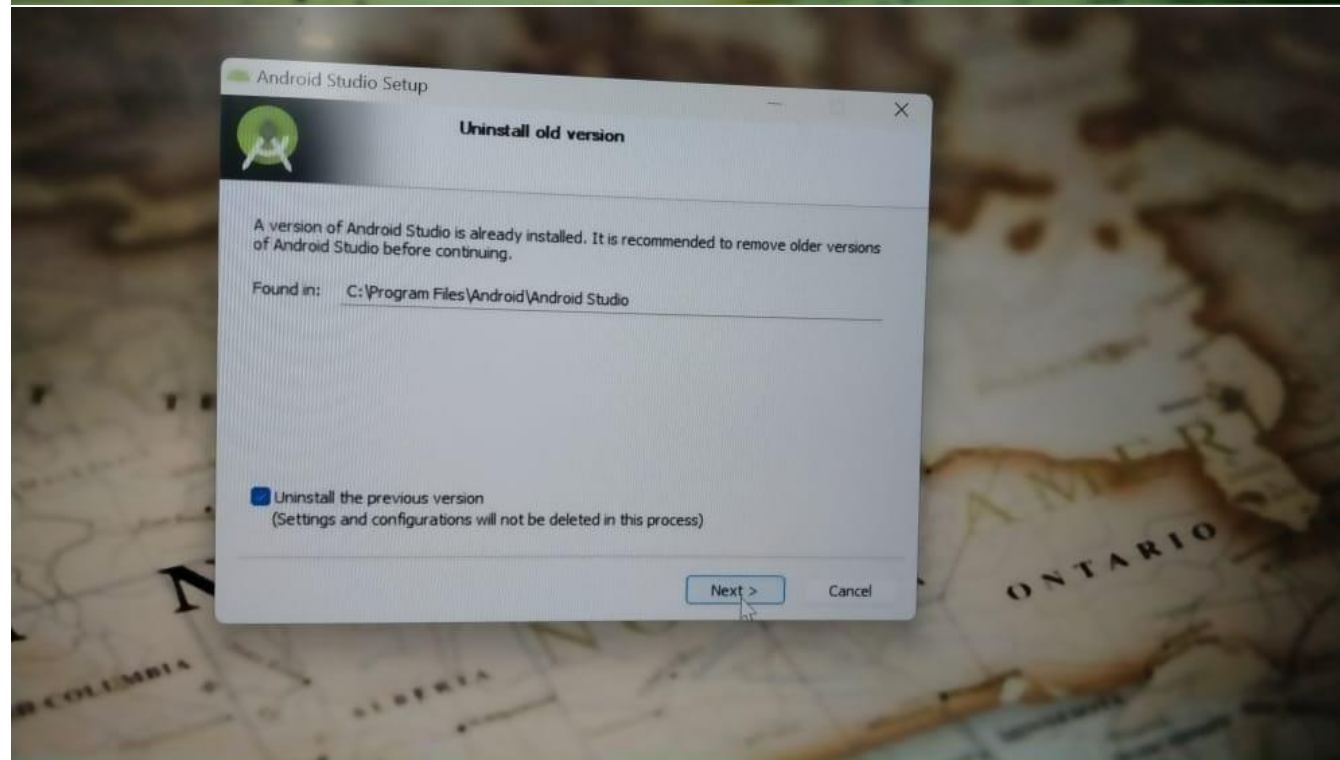 Android Studio Setup
Uninstall old version
A version of Android Studio is already installed. It is recommended to remove older versions
of Android Studio before continuing.
Found in: C:\Program Files\Android\Android Studio
Uninstall the previous version
(Settings and configurations will not be deleted in this process)
Next >
Cancel
ONTARIO
COLUMBIA
ALBERTA